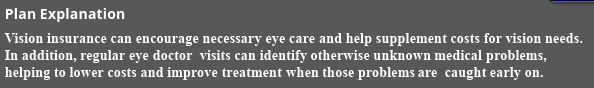 Plan Explanation
Vision insurance can encourage necessary eye care and help supplement costs for vision needs.
In addition, regular eye doctor visits can identify otherwise unknown medical problems,
helping to lower costs and improve treatment when those problems are caught early on.